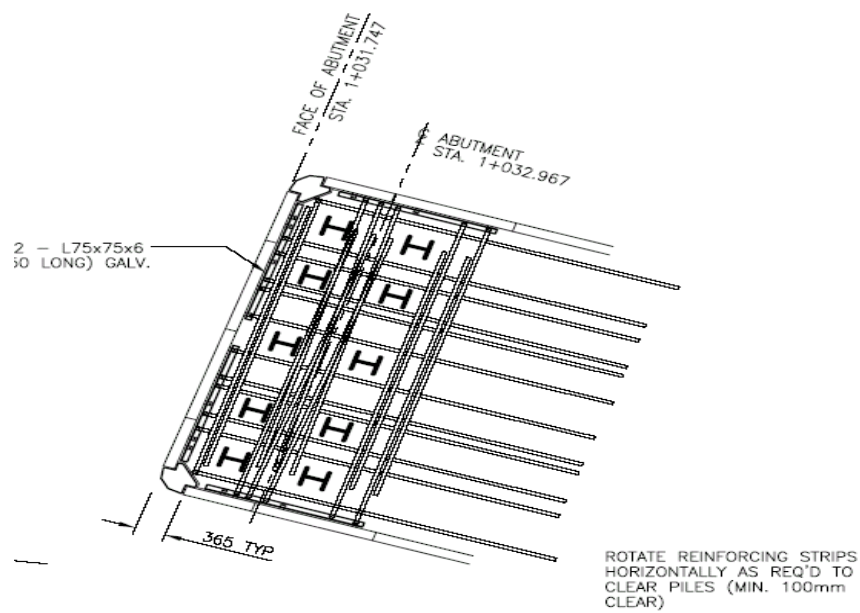 FACE OF ABUTMENT
STA. 1+031.747
℄ ABUTMENT
STA. 1+032.967
2 – L75x75x6
50 LONG) GALV.
365 TYP
ROTATE REINFORCING STRIPS
HORIZONTALLY AS REQ'D TO
CLEAR PILES (MIN. 100mm
CLEAR)